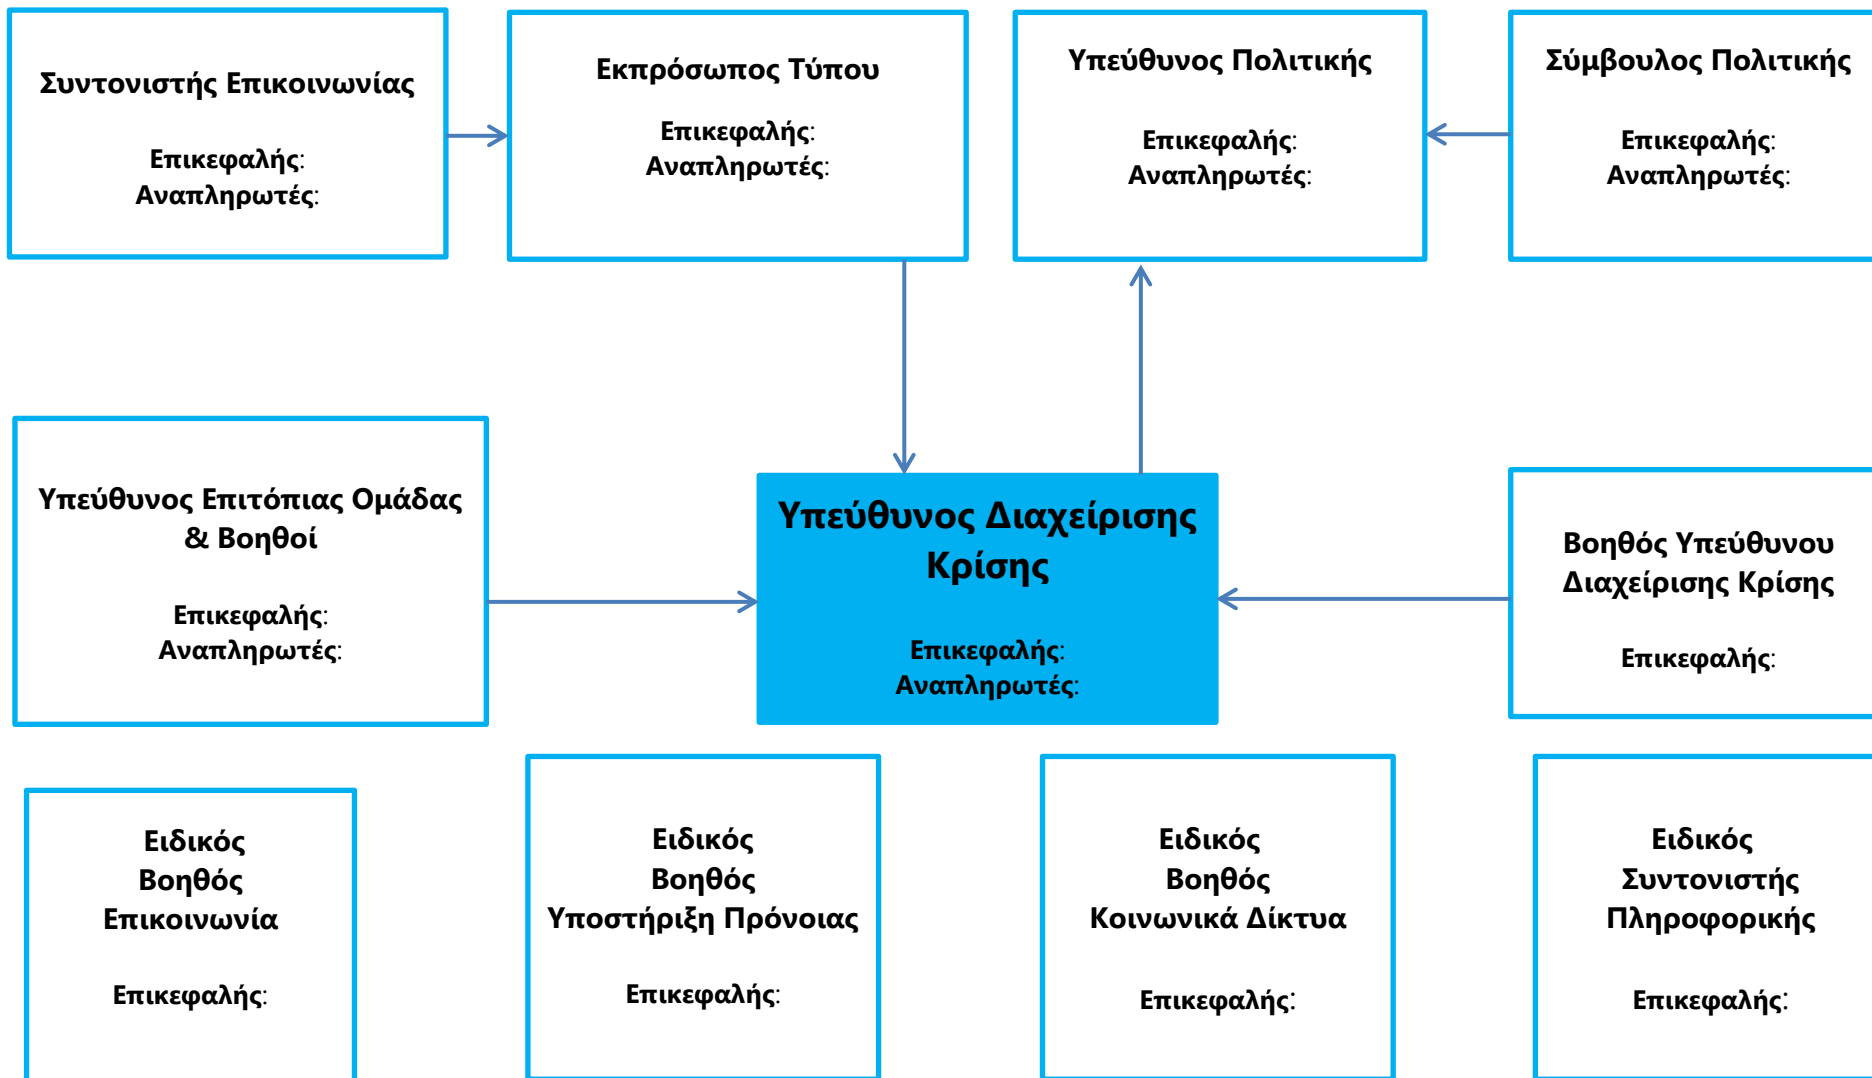 Συντονιστής Επικοινωνίας
Επικεφαλής:
Αναπληρωτές:
Εκπρόσωπος Τύπου
Επικεφαλής:
Αναπληρωτές:
Υπεύθυνος Πολιτικής
Επικεφαλής:
Αναπληρωτές:
Σύμβουλος Πολιτικής
Επικεφαλής:
Αναπληρωτές:
Υπεύθυνος Επιτόπιας Ομάδας
& Βοηθοί
Επικεφαλής:
Αναπληρωτές:
Υπεύθυνος Διαχείρισης
Κρίσης
Επικεφαλής:
Αναπληρωτές:
Βοηθός Υπεύθυνου
Διαχείρισης Κρίσης
Επικεφαλής:
Ειδικός
Βοηθός
Επικοινωνία
Επικεφαλής:
Ειδικός
Βοηθός
Υποστήριξη Πρόνοιας
Επικεφαλής:
Ειδικός
Βοηθός
Κοινωνικά Δίκτυα
Επικεφαλής:
Ειδικός
Συντονιστής
Πληροφορικής
Επικεφαλής: